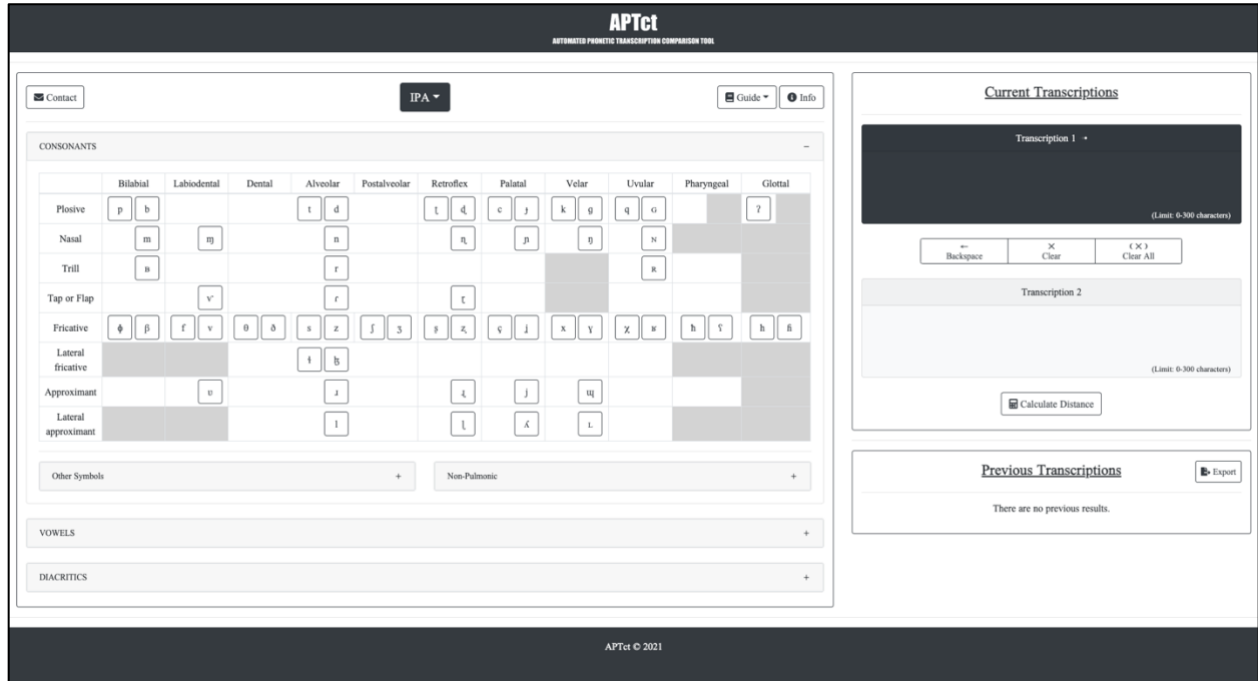 APTct
AUTOMATED PHONETIC TRANSCRIPTION COMPARISON TOOL
Contact
IPA
Guide
Info
CONSONANTS −
Bilabial Labiodental Dental Alveolar Postalveolar Retroflex Palatal Velar Uvular Pharyngeal Glottal
Plosive p b t d ʈ ɖ c ɟ k ɡ q ɢ ʔ
Nasal m ɱ n ɳ ɲ ŋ ɴ
Trill ʙ r ʀ
Tap or Flap ⱱ ɾ ɽ
Fricative ɸ β f v θ ð s z ʃ ʒ ʂ ʐ ç ʝ x ɣ χ ʁ ħ ʕ h ɦ
Lateral
fricative ɬ ɮ
Approximant ʋ ɹ ɻ j ɰ
Lateral
approximant l ɭ ʎ ʟ
Other Symbols +
Non-Pulmonic +
VOWELS +
DIACRITICS +
Current Transcriptions
Transcription 1
(Limit: 0-300 characters)
← × (×)
Backspace Clear Clear All
Transcription 2
(Limit: 0-300 characters)
Calculate Distance
Previous Transcriptions
Export
There are no previous results.
APTct © 2021